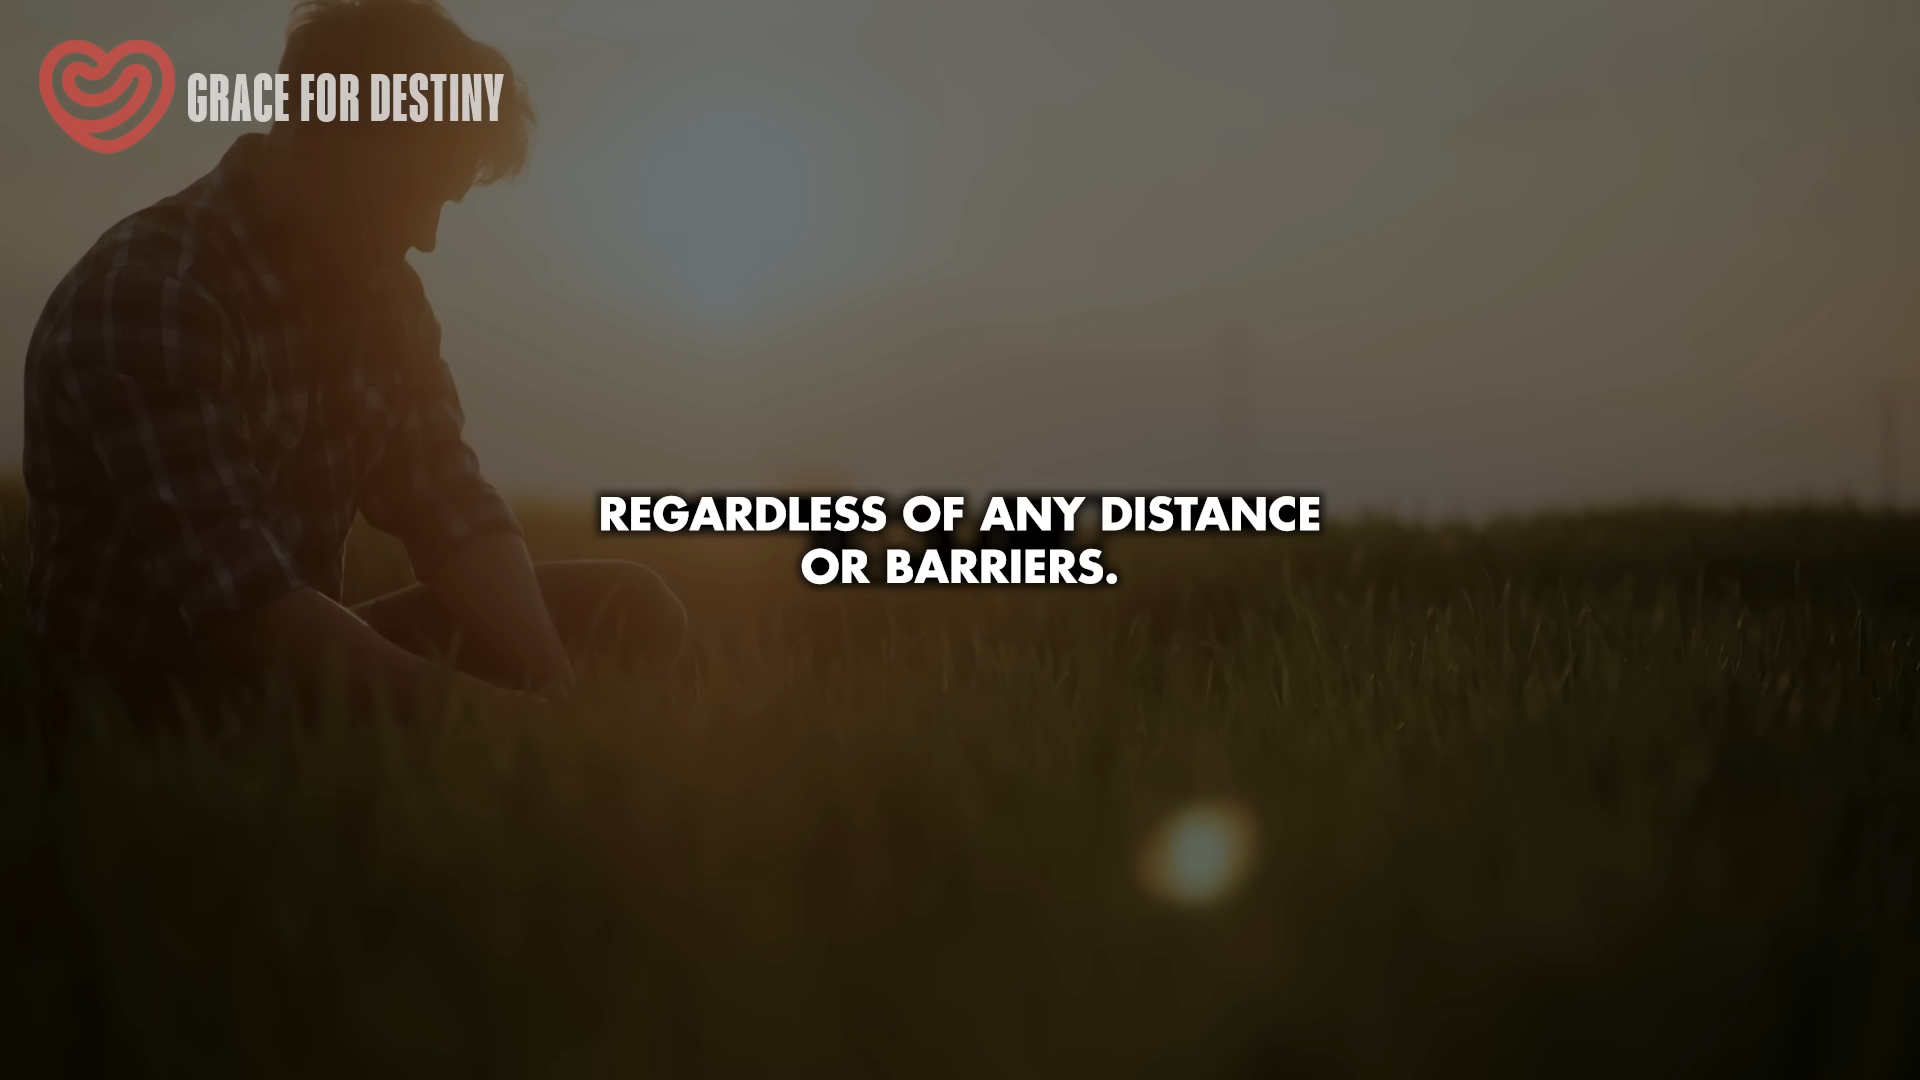 GRACE FOR DESTINY
REGARDLESS OF ANY DISTANCE
OR BARRIERS.